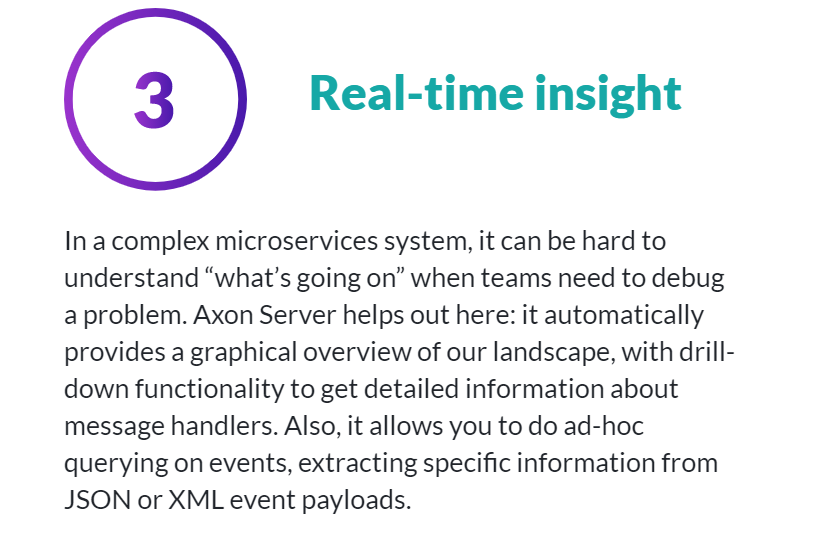 3
Real-time insight
In a complex microservices system, it can be hard to
understand “what’s going on” when teams need to debug
a problem. Axon Server helps out here: it automatically
provides a graphical overview of our landscape, with drill-
down functionality to get detailed information about
message handlers. Also, it allows you to do ad-hoc
querying on events, extracting specific information from
JSON or XML event payloads.